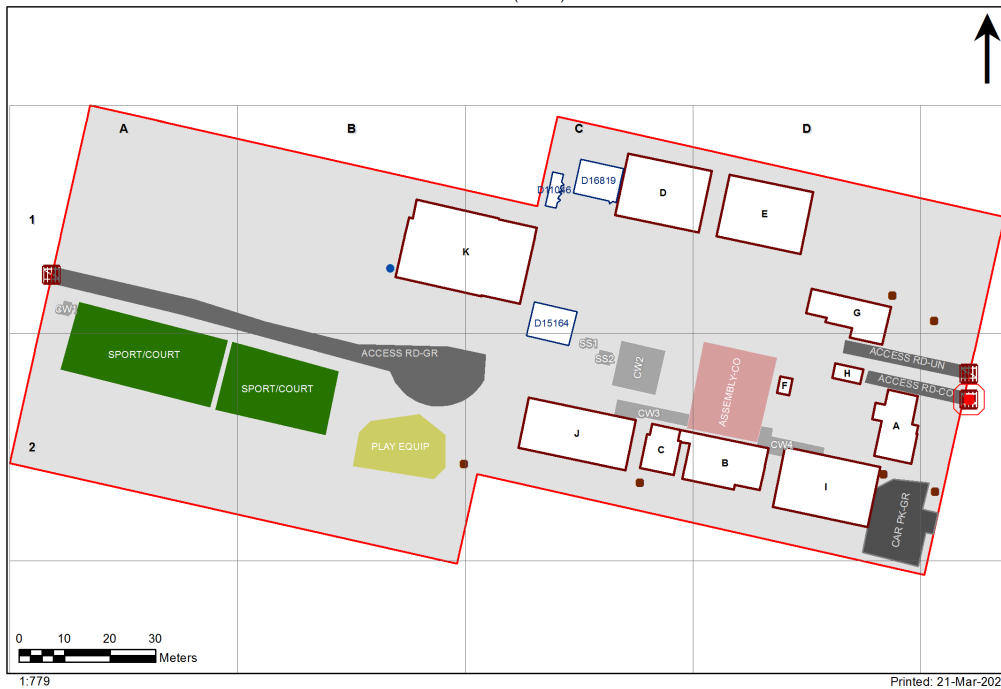 A B C D
D11046 D16819 D E
1 K
G
CW1 D15164
SPORT/COURT ACCESS RD-GR SS1 ACCESS RD-UN
SPORT/COURT SS2 CW2 ASSEMBLY-CO F H ACCESS RD-CO
CW3 A
2 PLAY EQUIP J C B CW4
I
CAR PK-GR
0 10 20 30
Meters
1:779 Printed: 21-Mar-202